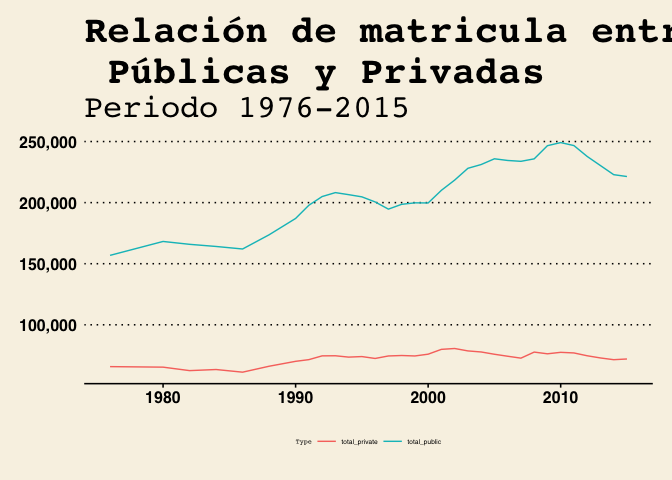 Relación de matricula entr
Públicas y Privadas
Periodo 1976-2015
250,000
200,000
150,000
100,000
1980 1990 2000 2010
Type total_private total_public